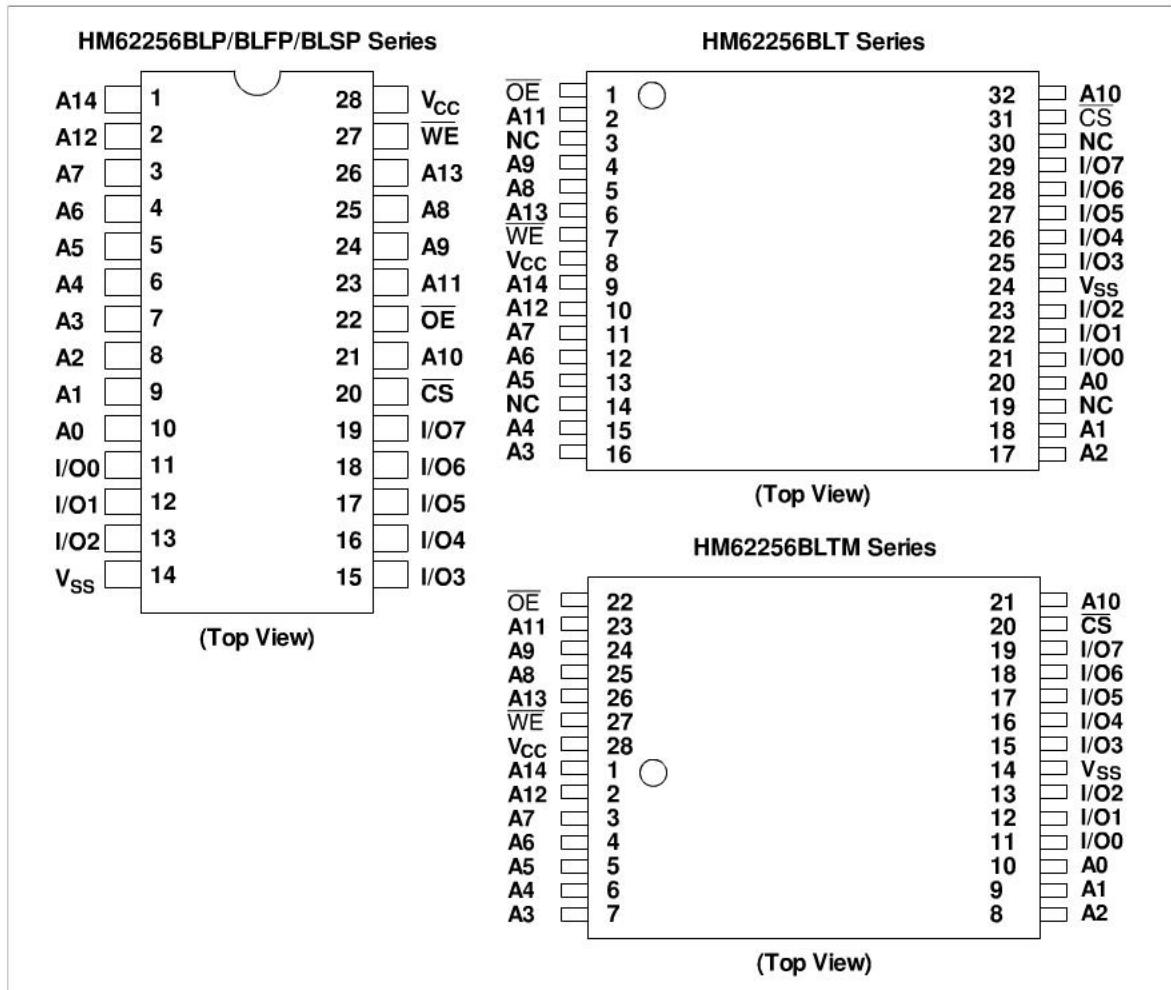 HM62256BLP/BLFP/BLSP Series
A14 1 28 VCC
A12 2 27 WE
A7 3 26 A13
A6 4 25 A8
A5 5 24 A9
A4 6 23 A11
A3 7 22 OE
A2 8 21 A10
A1 9 20 CS
A0 10 19 I/O7
I/O0 11 18 I/O6
I/O1 12 17 I/O5
I/O2 13 16 I/O4
VSS 14 15 I/O3
(Top View)
HM62256BLT Series
OE 1 32 A10
A11 2 31 CS
NC 3 30 NC
A9 4 29 I/O7
A8 5 28 I/O6
A13 6 27 I/O5
WE 7 26 I/O4
VCC 8 25 I/O3
A14 9 24 VSS
A12 10 23 I/O2
A7 11 22 I/O1
A6 12 21 I/O0
A5 13 20 A0
NC 14 19 NC
A4 15 18 A1
A3 16 17 A2
(Top View)
HM62256BLTM Series
OE 22 21 A10
A11 23 20 CS
A9 24 19 I/O7
A8 25 18 I/O6
A13 26 17 I/O5
WE 27 16 I/O4
VCC 28 15 I/O3
A14 1 14 VSS
A12 2 13 I/O2
A7 3 12 I/O1
A6 4 11 I/O0
A5 5 10 A0
A4 6 9 A1
A3 7 8 A2
(Top View)